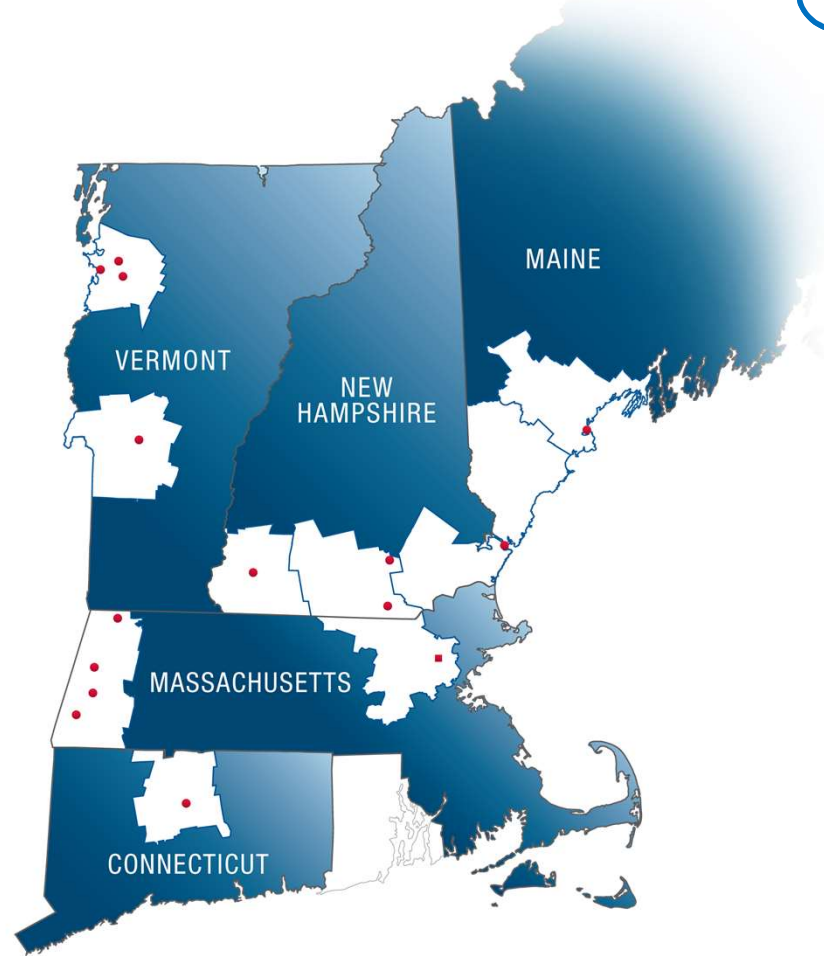 MAINE
VERMONT
NEW
HAMPSHIRE
MASSACHUSETTS
CONNECTICUT